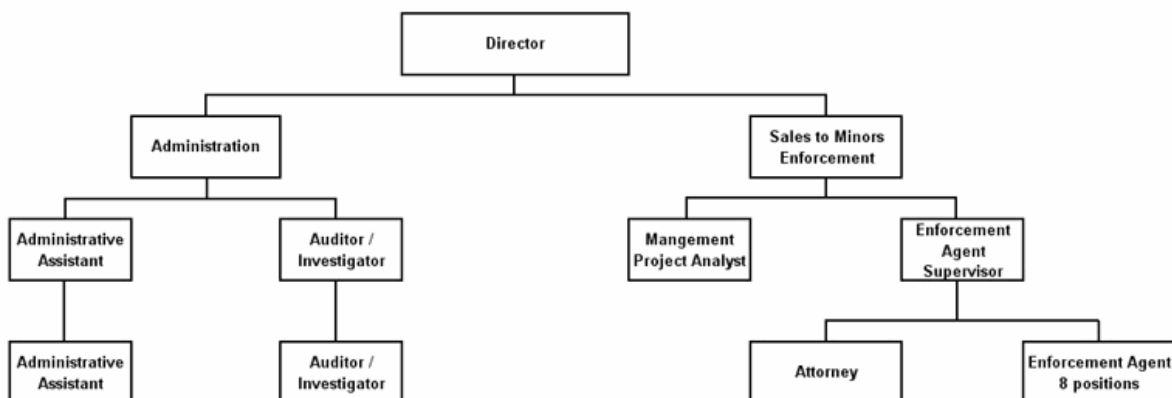 Director
Administration
Sales to Minors
Enforcement
Administrative
Assistant
Auditor /
Investigator
Mangement
Project Analyst
Enforcement
Agent
Supervisor
Administrative
Assistant
Auditor /
Investigator
Attorney
Enforcement Agent
8 positions